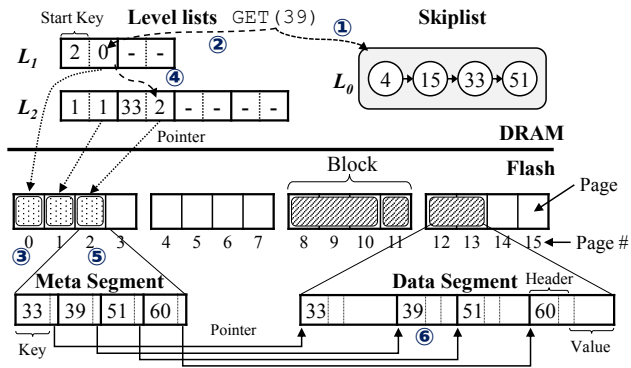 Start Key
Level lists GET(39) Skiplist
① ②
L1 2 0 - -
④
L0 4 15 33 51
L2 1 1 33 2 - - - -
Pointer
DRAM
Flash
Block
Page
0 1 2 3 4 5 6 7 8 9 10 11 12 13 14 15 Page #
③ ⑤
Meta Segment Data Segment Header
33 39 51 60 33 39 51 60
Key Pointer ⑥ Value